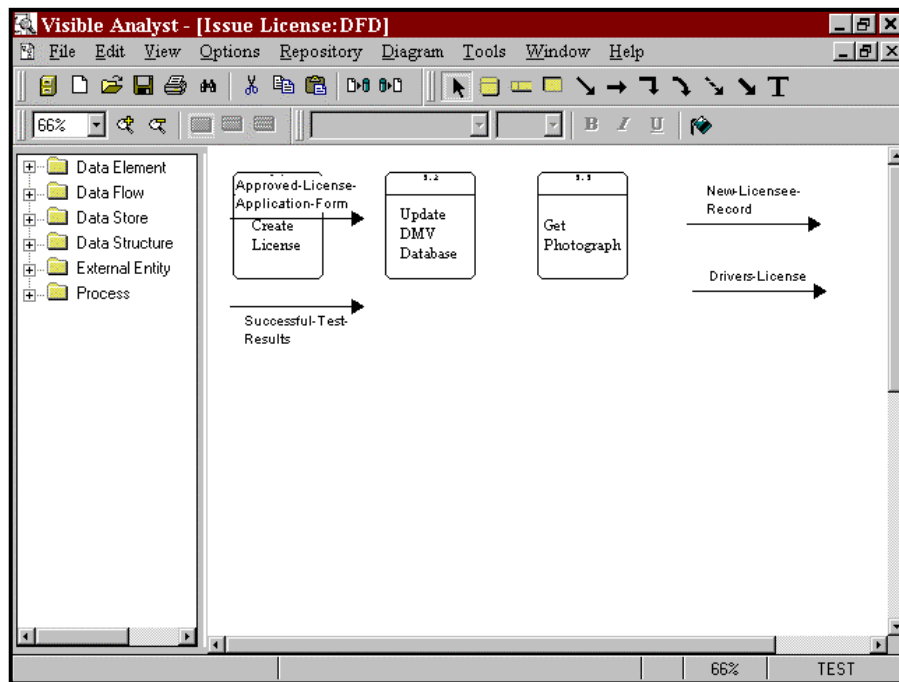 Visible Analyst - [Issue License:DFD]
File Edit View Options Repository Diagram Tools Window Help
T
66%
B I U
Data Element
Data Flow
Data Store
Data Structure
External Entity
Process
Approved-License-
Application-Form
Create
License
Successful-Test-
Results
Update
DMV
Database
Get
Photograph
New-Licensee-
Record
Drivers-License
66% TEST